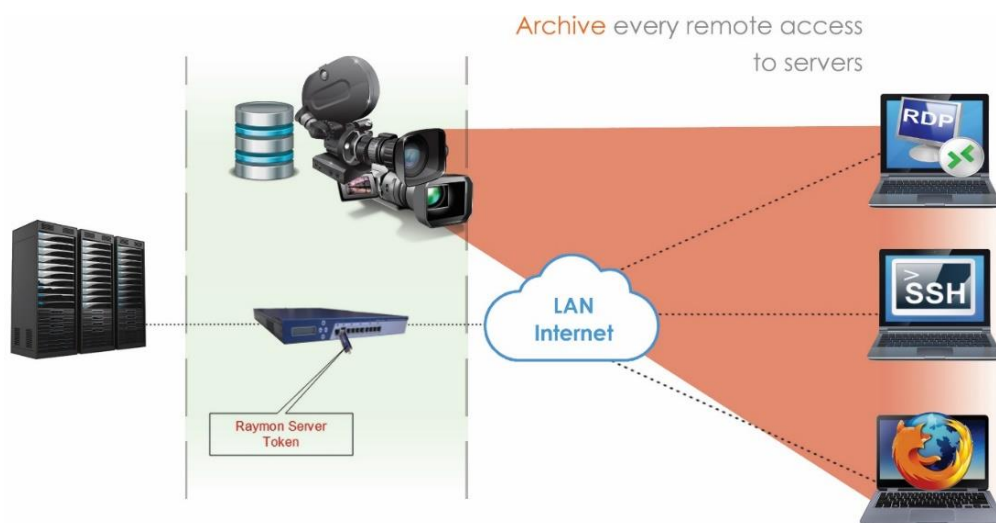 Archive every remote access
to servers
RDP
LAN
Internet
>
SSH
Raymon Server
Token